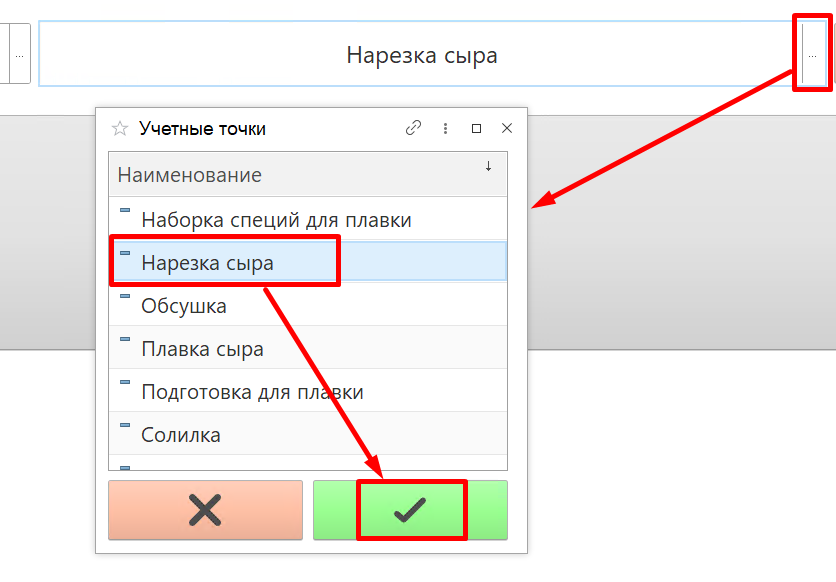 ...
Нарезка сыра
...
Учетные точки
Наименование
Наборка специй для плавки
Нарезка сыра
Обсушка
Плавка сыра
Подготовка для плавки
Солилка